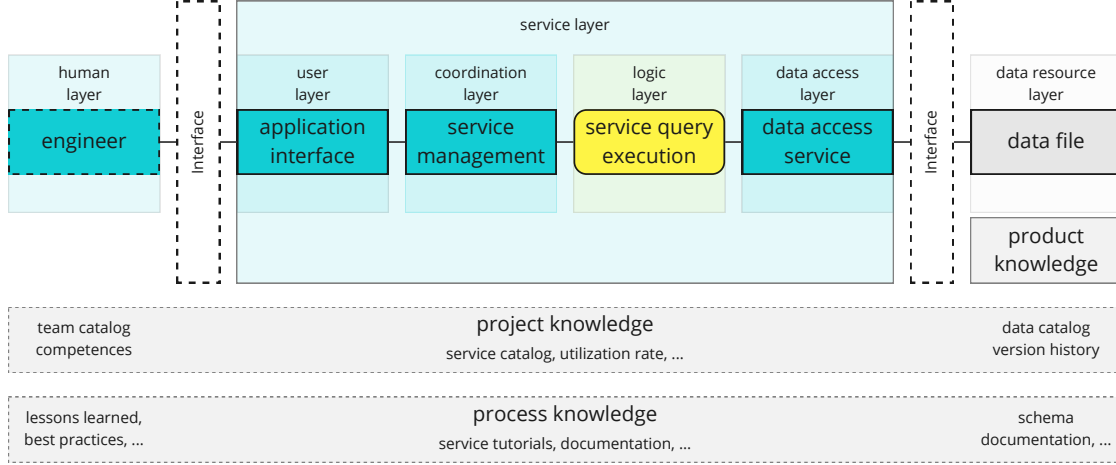 service layer
human
layer
engineer
Interface
user
layer
application
interface
coordination
layer
service
management
logic
layer
service query
execution
data access
layer
data access
service
Interface
data resource
layer
data file
product
knowledge
team catalog
competences
project knowledge
service catalog, utilization rate, ...
data catalog
version history
lessons learned,
best practices, ...
process knowledge
service tutorials, documentation, ...
schema
documentation, ...